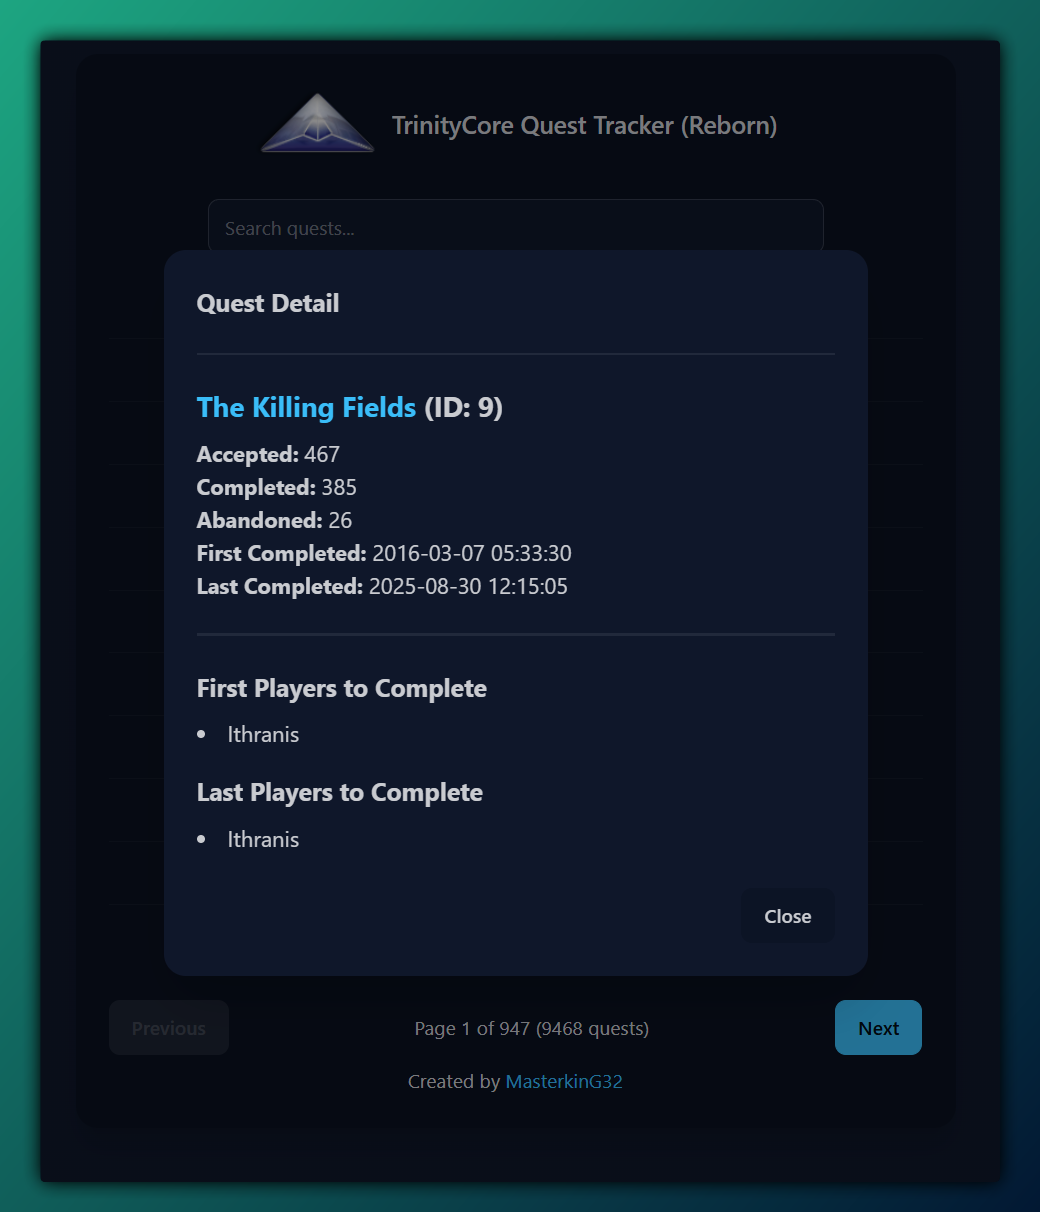 TrinityCore Quest Tracker (Reborn)
Search quests...
Quest Detail
The Killing Fields (ID: 9)
Accepted: 467
Completed: 385
Abandoned: 26
First Completed: 2016-03-07 05:33:30
Last Completed: 2025-08-30 12:15:05
First Players to Complete
• Ithranis
Last Players to Complete
• Ithranis
Close
Previous
Page 1 of 947 (9468 quests)
Next
Created by MasterkinG32